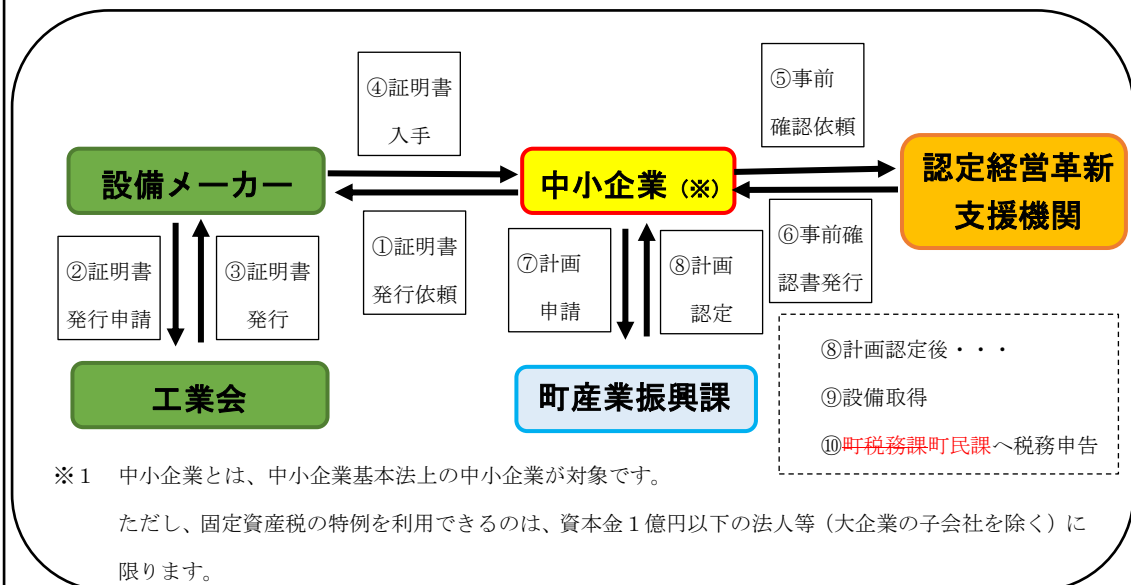 ④証明書
入手
⑤事前
確認依頼
設備メーカー
中小企業（※）
認定経営革新
支援機関
②証明書
発行申請
③証明書
発行
①証明書
発行依頼
⑦計画
申請
⑧計画
認定
⑥事前確
認書発行
工業会
町産業振興課
⑧計画認定後・・・
⑨設備取得
⑩町税務課町民課へ税務申告
※１　中小企業とは、中小企業基本法上の中小企業が対象です。
ただし、固定資産税の特例を利用できるのは、資本金１億円以下の法人等（大企業の子会社を除く）に
限ります。